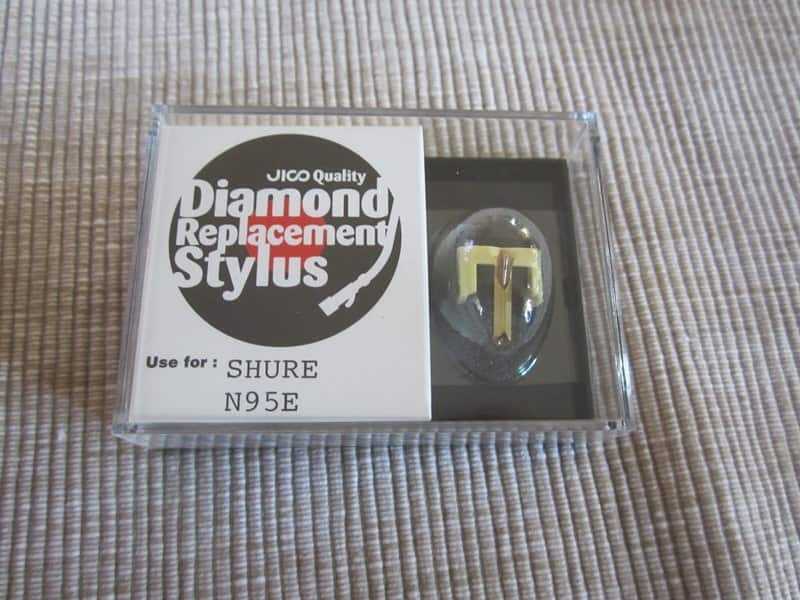 JICO Quality
Diamond
Replacement
Stylus
Use for : SHURE
N95E